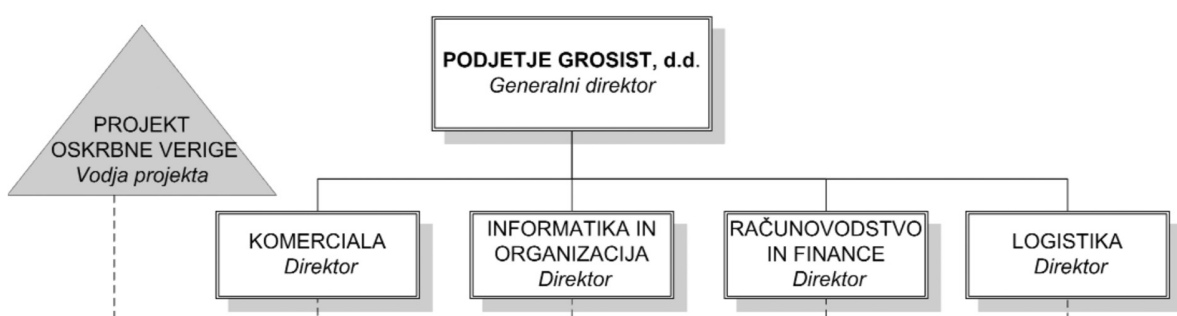 PODJETJE GROSIST, d.d.
Generalni direktor
PROJEKT
OSKRBNE VERIGE
Vodja projekta
KOMERCIALA
Direktor
INFORMATIKA IN
ORGANIZACIJA
Direktor
RAČUNOVODSTVO
IN FINANCE
Direktor
LOGISTIKA
Direktor